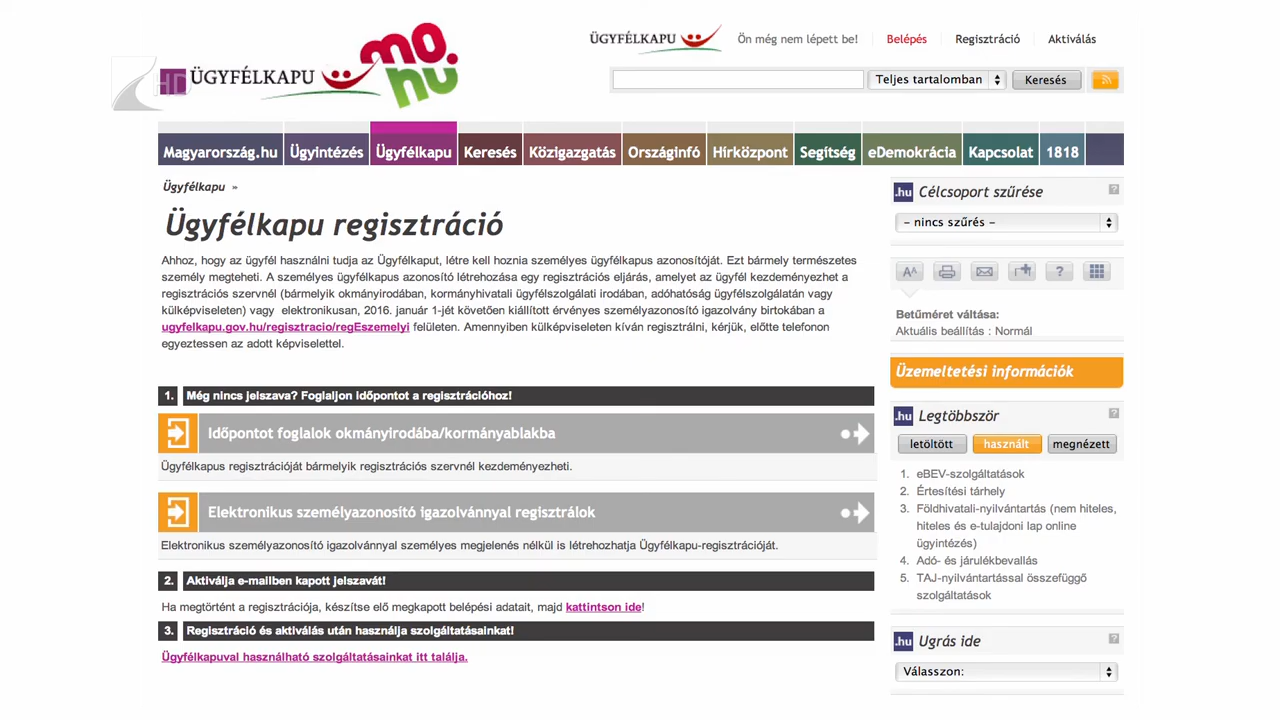 HD
ÜGYFÉLKAPU
mo.
hu
ÜGYFÉLKAPU
Ön még nem lépett be!
Belépés
Regisztráció
Aktiválás
Teljes tartalomban
Keresés
Magyarország.hu
Ügyintézés
Ügyfélkapu
Keresés
Közigazgatás
Országinfó
Hírközpont
Segítség
eDemokrácia
Kapcsolat
1818
Ügyfélkapu »
Ügyfélkapu regisztráció
Ahhoz, hogy az ügyfél használni tudja az Ügyfélkaput, létre kell hoznia személyes ügyfélkapus azonosítóját. Ezt bármely természetes
személy megteheti. A személyes ügyfélkapus azonosító létrehozása egy regisztrációs eljárás, amelyet az ügyfél kezdeményezhet a
regisztrációs szervnél (bármelyik okmányirodában, kormányhivatali ügyfélszolgálati irodában, adóhatóság ügyfélszolgálatán vagy
külképviseleten) vagy elektronikusan, 2016. január 1-jét követően kiállított érvényes személyazonosító igazolvány birtokában a
ugyfelkapu.gov.hu/regisztracio/regEszemelyi felületen. Amennyiben külképviseleten kíván regisztrálni, kérjük, előtte telefonon
egyeztessen az adott képviselettel.
1. Még nincs jelszava? Foglaljon időpontot a regisztrációhoz!
Időpontot foglalok okmányirodába/kormányablakba
Ügyfélkapus regisztrációját bármelyik regisztrációs szervnél kezdeményezheti.
Elektronikus személyazonosító igazolvánnyal regisztrálok
Elektronikus személyazonosító igazolvánnyal személyes megjelenés nélkül is létrehozhatja Ügyfélkapu-regisztrációját.
2. Aktiválja e-mailben kapott jelszavát!
Ha megtörtént a regisztrációja, készítse elő megkapott belépési adatait, majd kattintson ide!
3. Regisztráció és aktiválás után használja szolgáltatásainkat!
Ügyfélkapuval használható szolgáltatásainkat itt találja.
.hu Célcsoport szűrése ?
– nincs szűrés –
AA
?
Betűméret váltása:
Aktuális beállítás : Normál
Üzemeltetési információk
.hu Legtöbbször ?
letöltött
használt
megnézett
1. eBEV-szolgáltatások
2. Értesítési tárhely
3. Földhivatali-nyilvántartás (nem hiteles,
hiteles és e-tulajdoni lap online
ügyintézés)
4. Adó- és járulékbevallás
5. TAJ-nyilvántartással összefüggő
szolgáltatások
.hu Ugrás ide ?
Válasszon: